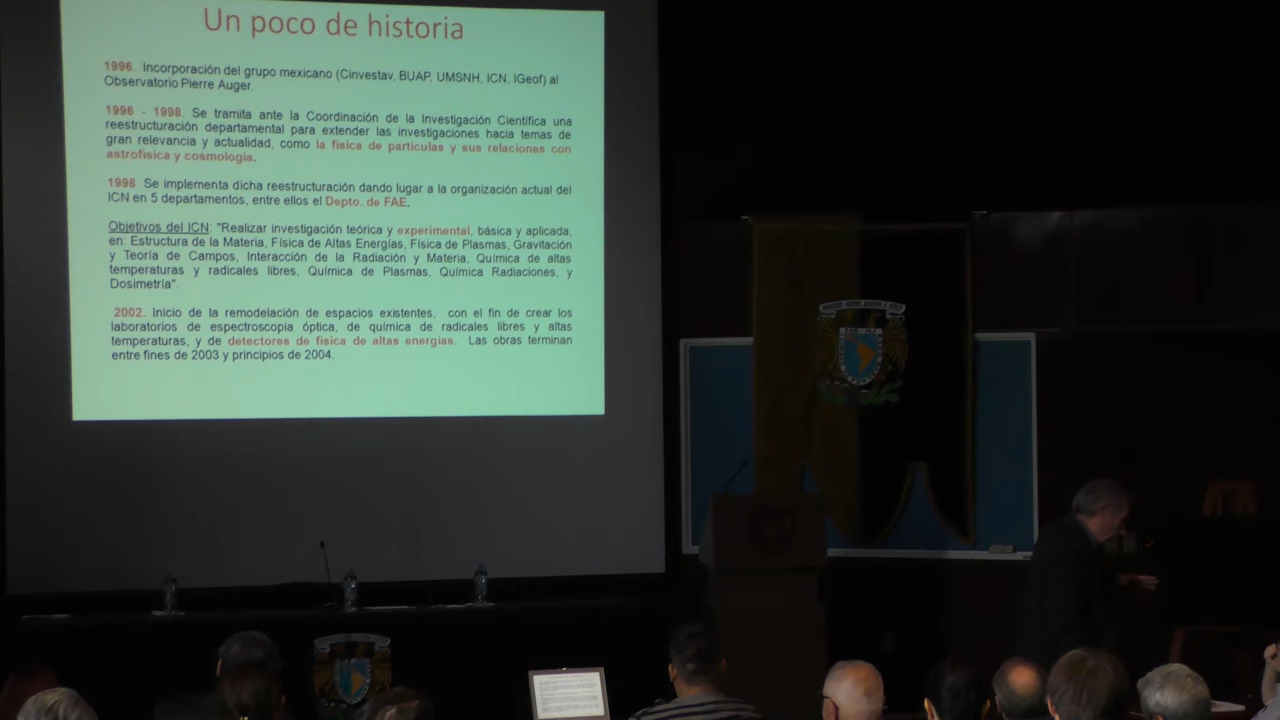 Un poco de historia
1996. Incorporación del grupo mexicano (Cinvestav, BUAP, UMSNH, ICN, IGeof) al
Observatorio Pierre Auger.
1996 - 1998. Se tramita ante la Coordinación de la Investigación Científica una
reestructuración departamental para extender las investigaciones hacia temas de
gran relevancia y actualidad, como la física de partículas y sus relaciones con
astrofísica y cosmología.
1998 Se implementa dicha reestructuración dando lugar a la organización actual del
ICN en 5 departamentos, entre ellos el Depto. de FAE.
Objetivos del ICN: "Realizar investigación teórica y experimental, básica y aplicada,
en: Estructura de la Materia, Física de Altas Energías, Física de Plasmas, Gravitación
y Teoría de Campos, Interacción de la Radiación y Materia, Química de altas
temperaturas y radicales libres, Química de Plasmas, Química Radiaciones, y
Dosimetría".
2002. Inicio de la remodelación de espacios existentes, con el fin de crear los
laboratorios de espectroscopia óptica, de química de radicales libres y altas
temperaturas, y de detectores de física de altas energías. Las obras terminan
entre fines de 2003 y principios de 2004.